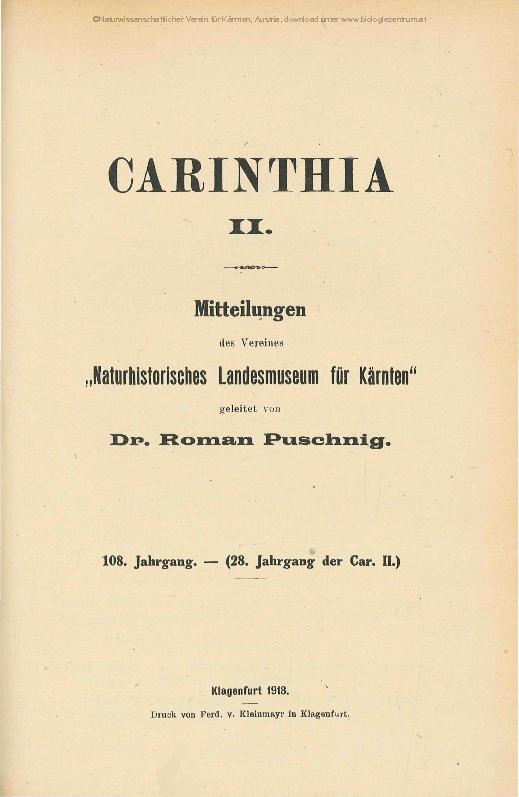 ©Naturwissenschaftlicher Verein für Kärnten, Austria, download unter www.biologiezentrum.at
CARINTHIA
II.
Mitteilungen
des Vereines
„Naturhistorisches Landesmuseum für Kärnten“
geleitet von
Dr. Roman Puschnig.
108. Jahrgang. — (28. Jahrgang der Car. II.)
Klagenfurt 1918.
Druck von Ferd. v. Kleinmayr in Klagenfurt.